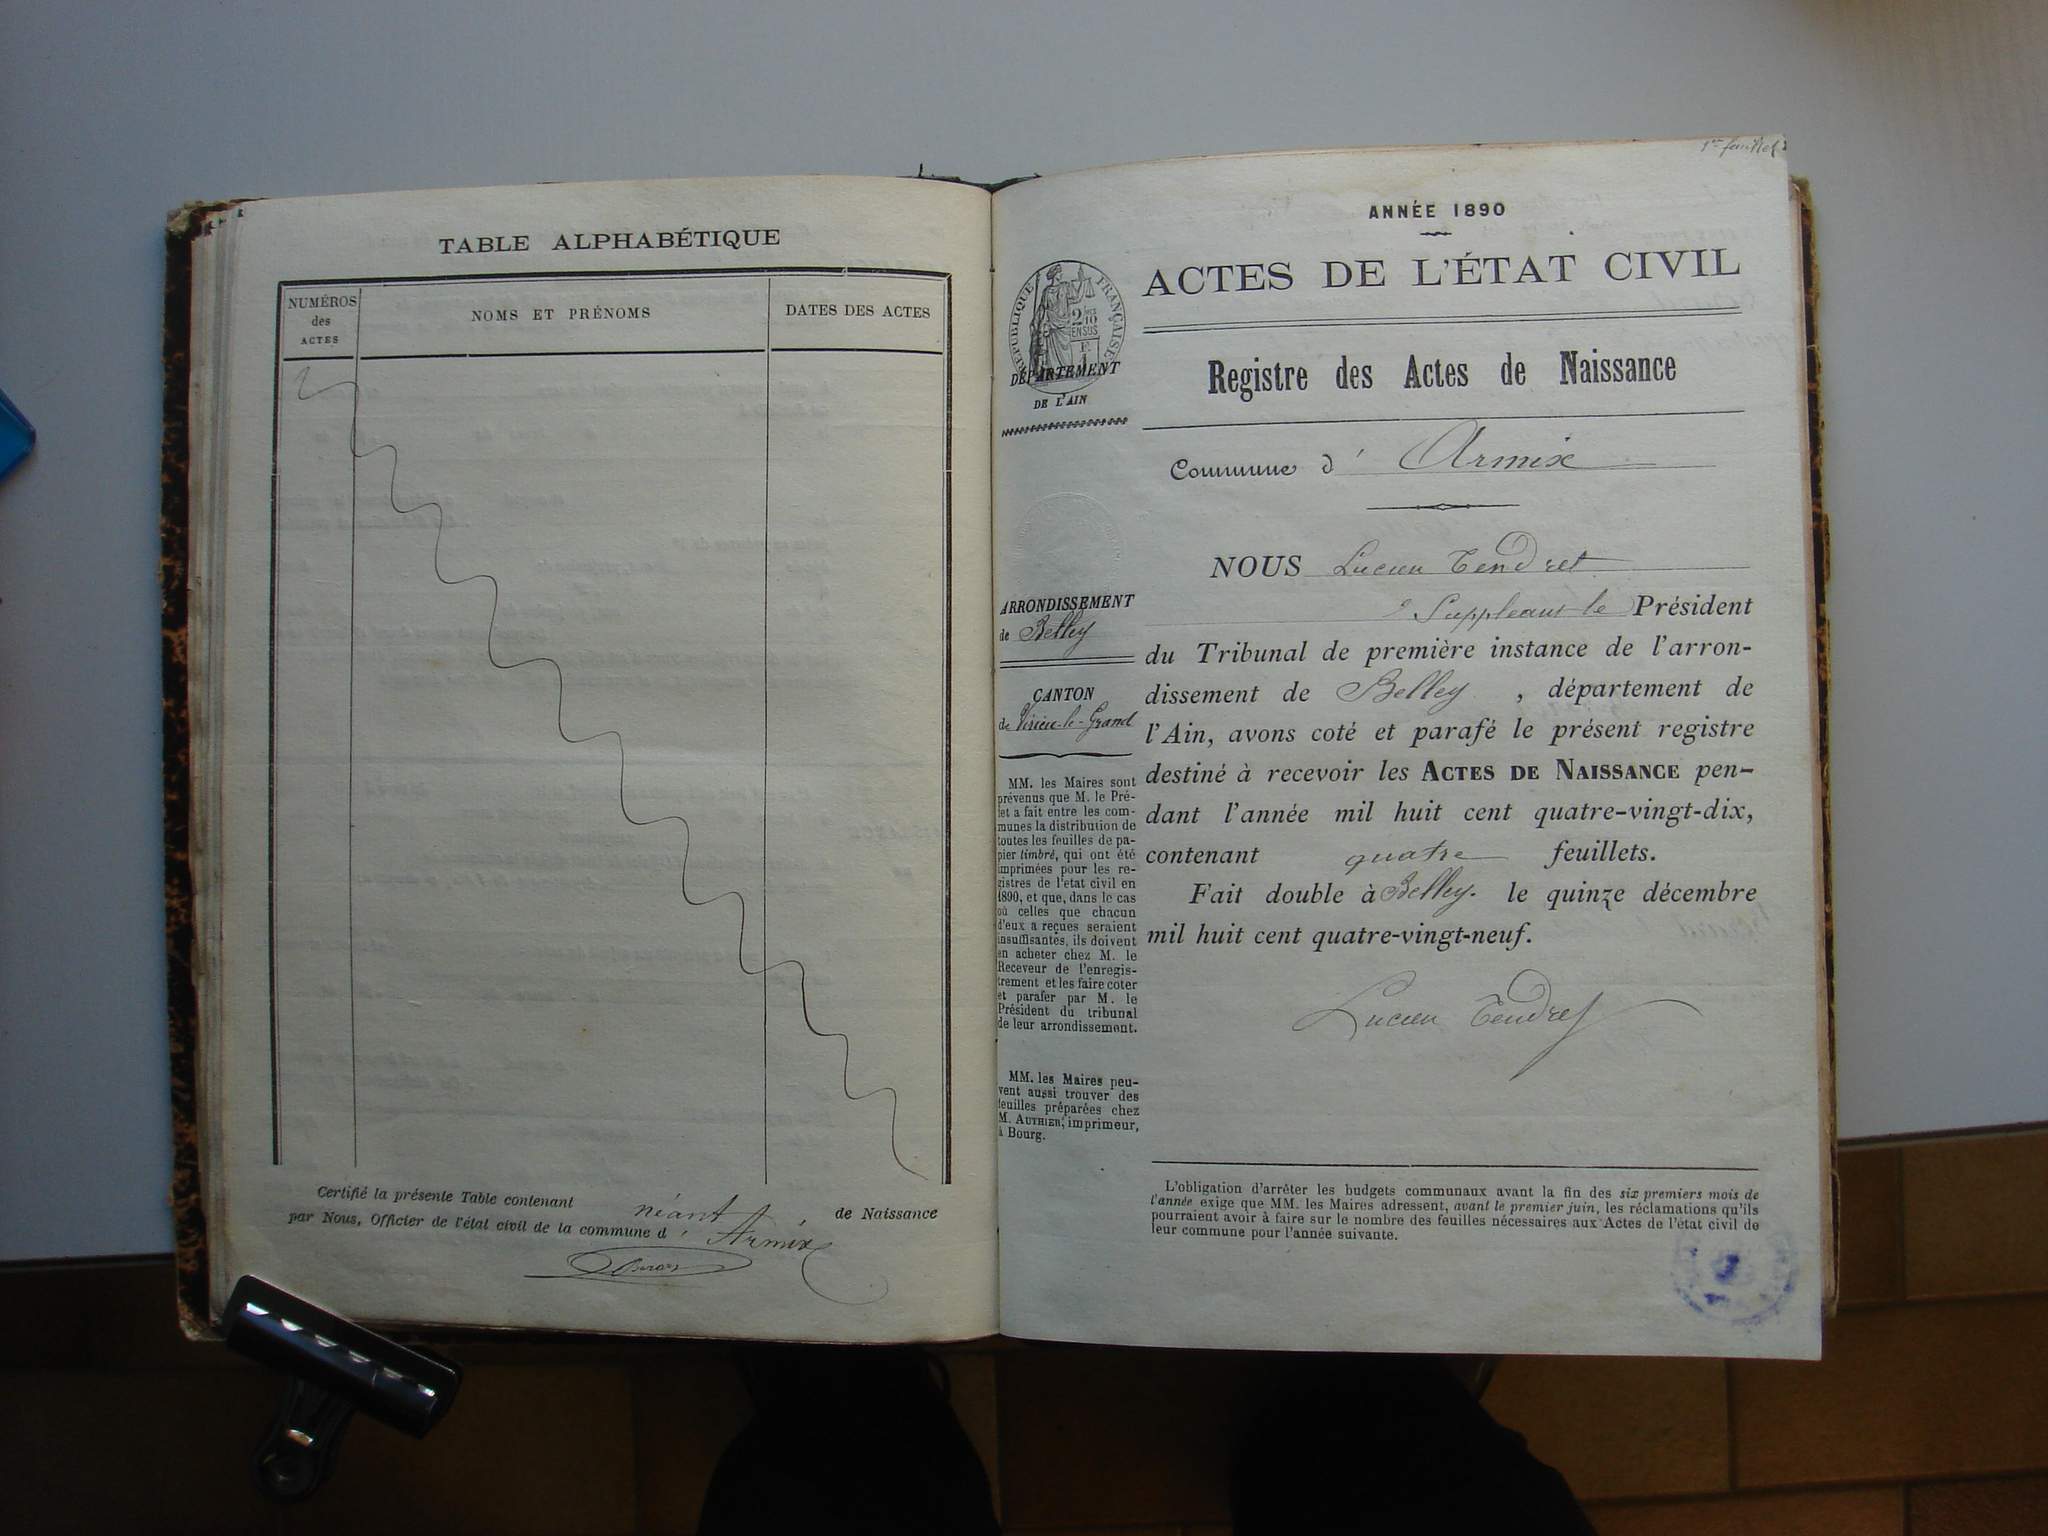 TABLE ALPHABÉTIQUE
NUMÉROS
des
ACTES
NOMS ET PRÉNOMS
DATES DES ACTES
Certifié la présente Table contenant néant de Naissance
par Nous, Officier de l'état civil de la commune d' Armix
1er feuillet
ANNÉE 1890
ACTES DE L'ÉTAT CIVIL
RÉPUBLIQUE FRANÇAISE
DÉPARTEMENT
DE L'AIN
Registre des Actes de Naissance
Commune d' Armix
ARRONDISSEMENT
de Belley
CANTON
de Virieu-le-Grand
MM. les Maires sont
prévenus que M. le Pré-
fet a fait entre les com-
munes la distribution de
toutes les feuilles de pa-
pier timbré, qui ont été
imprimées pour les re-
gistres de l'etat civil en
1890, et que, dans le cas
où celles que chacun
d'eux a reçues seraient
insuffisantes, ils doivent
en acheter chez M. le
Receveur de l'enregis-
trement et les faire coter
et parafer par M. le
Président du tribunal
de leur arrondissement.
MM. les Maires peu-
vent aussi trouver des
feuilles préparées chez
M. AUTHIER, imprimeur,
à Bourg.
NOUS Lucien Tendret
Suppleant le Président
du Tribunal de première instance de l'arron-
dissement de Belley, département de
l'Ain, avons coté et parafé le présent registre
destiné à recevoir les ACTES DE NAISSANCE pen-
dant l'année mil huit cent quatre-vingt-dix,
contenant quatre feuillets.
Fait double à Belley. le quinze décembre
mil huit cent quatre-vingt-neuf.
Lucien Tendret
L'obligation d'arrêter les budgets communaux avant la fin des six premiers mois de
l'année exige que MM. les Maires adressent, avant le premier juin, les réclamations qu'ils
pourraient avoir à faire sur le nombre des feuilles nécessaires aux Actes de l'état civil de
leur commune pour l'année suivante.